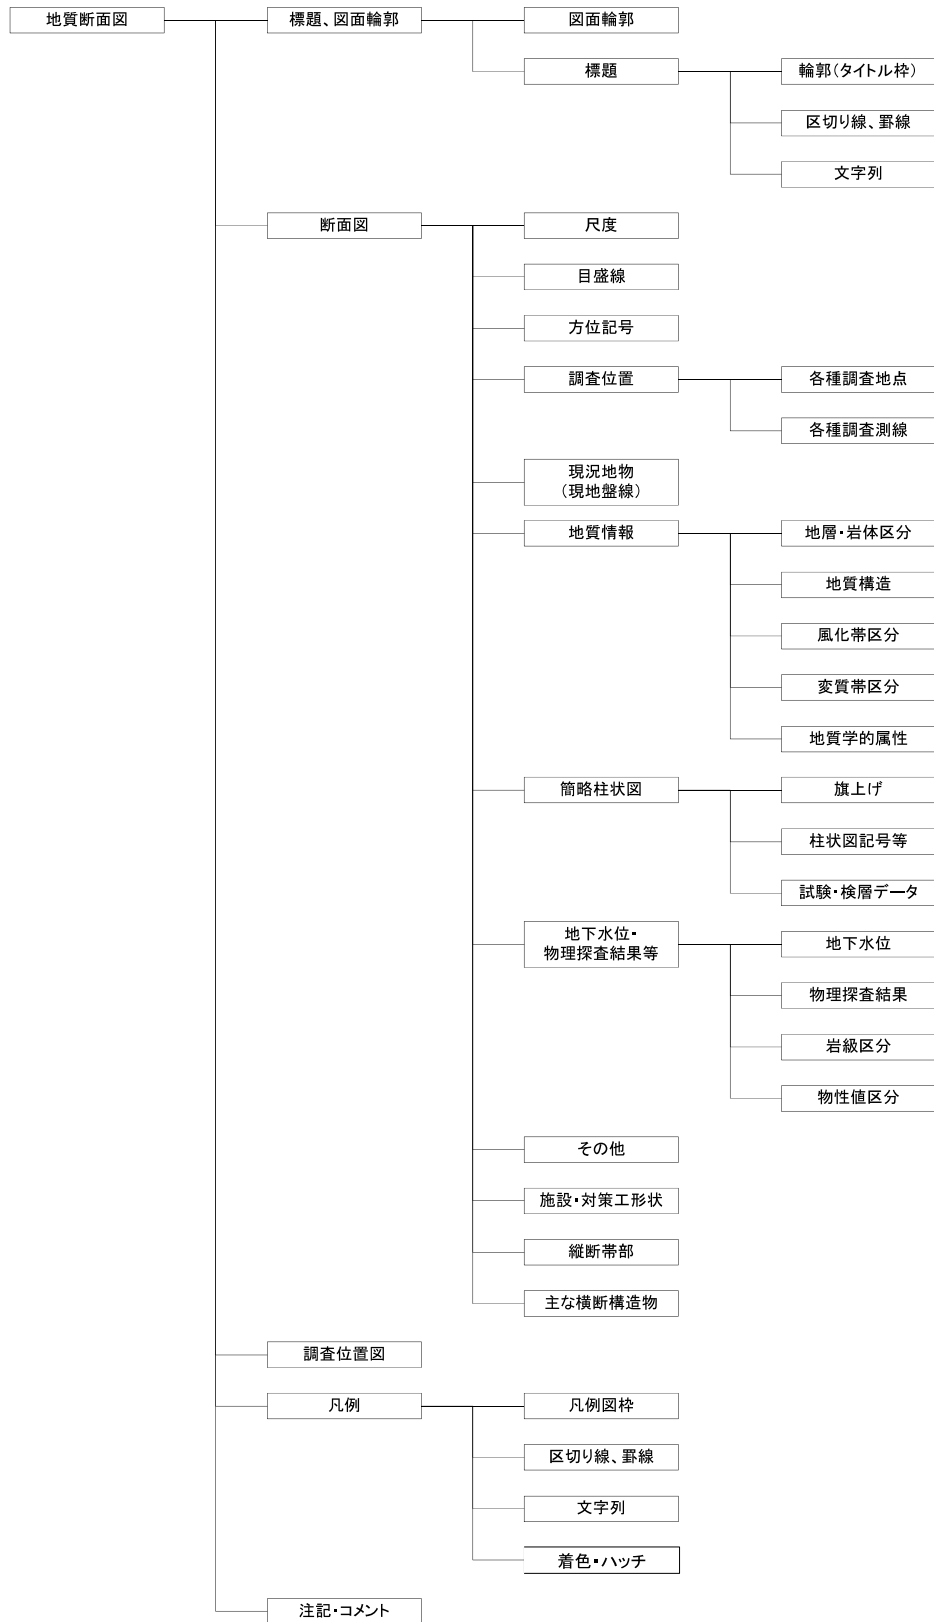 地質断面図
標題、図面輪郭
図面輪郭
標題
輪郭(タイトル枠)
区切り線、罫線
文字列
断面図
尺度
目盛線
方位記号
調査位置
各種調査地点
各種調査測線
現況地物
(現地盤線)
地質情報
地層・岩体区分
地質構造
風化帯区分
変質帯区分
地質学的属性
簡略柱状図
旗上げ
柱状図記号等
試験・検層データ
地下水位・
物理探査結果等
地下水位
物理探査結果
岩級区分
物性値区分
その他
施設・対策工形状
縦断帯部
主な横断構造物
調査位置図
凡例
凡例図枠
区切り線、罫線
文字列
着色・ハッチ
注記・コメント